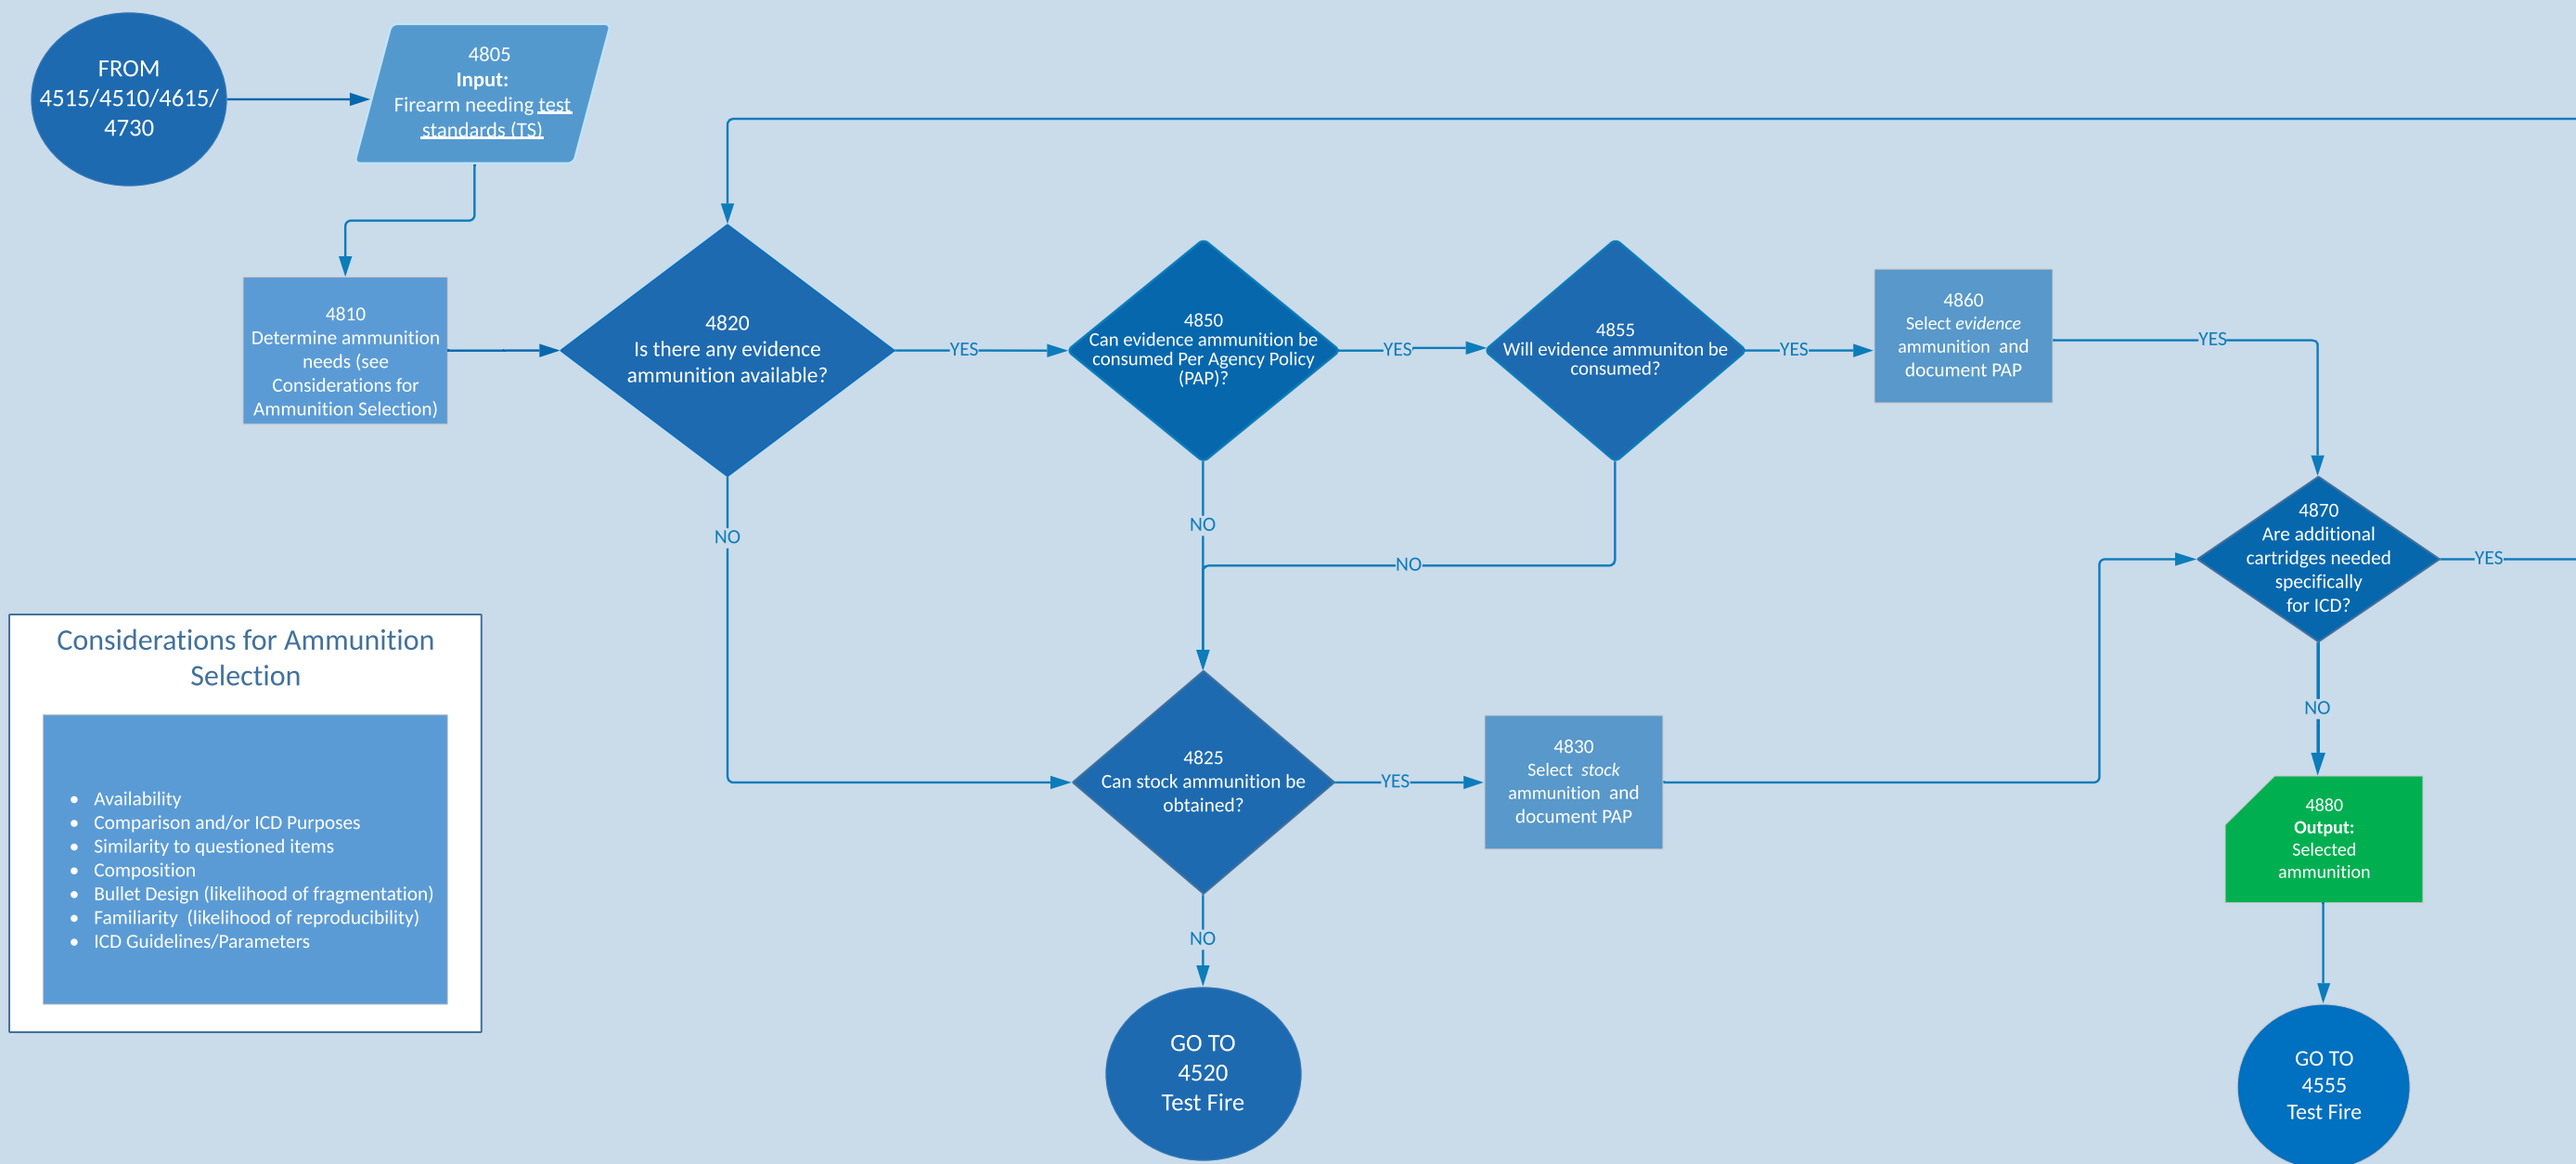 FROM
4515/4510/4615/
4730
4805
Input:
Firearm needing test
standards (TS)
4810
Determine ammunition
needs (see
Considerations for
Ammunition Selection)
4820
Is there any evidence
ammunition available?
YES
4850
Can evidence ammunition be
consumed Per Agency Policy
(PAP)?
YES
4855
Will evidence ammuniton be
consumed?
YES
4860
Select evidence
ammunition and
document PAP
YES
4870
Are additional
cartridges needed
specifically
for ICD?
YES
NO
NO
NO
NO
4825
Can stock ammunition be
obtained?
YES
4830
Select stock
ammunition and
document PAP
4880
Output:
Selected
ammunition
NO
GO TO
4520
Test Fire
GO TO
4555
Test Fire
Considerations for Ammunition
Selection
• Availability
• Comparison and/or ICD Purposes
• Similarity to questioned items
• Composition
• Bullet Design (likelihood of fragmentation)
• Familiarity (likelihood of reproducibility)
• ICD Guidelines/Parameters